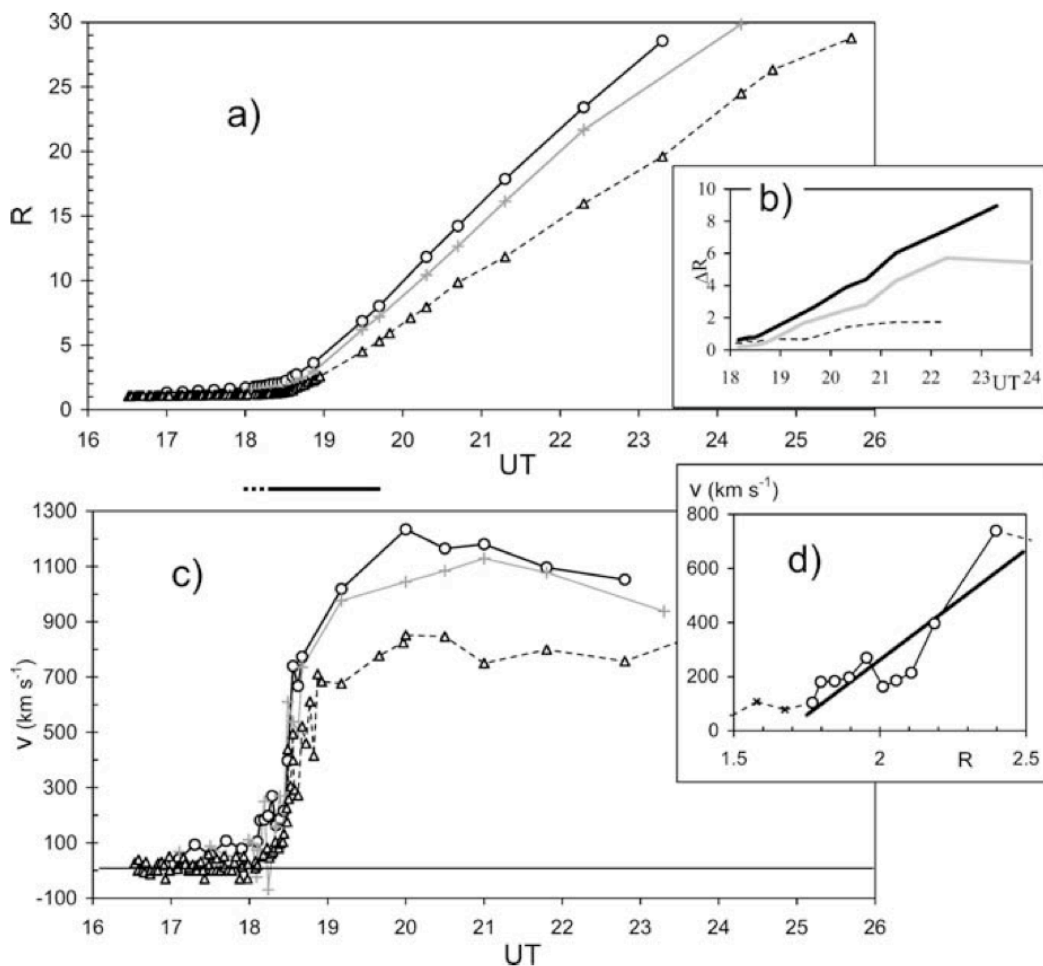 30
25
20
15
10
5
0
R
a)
16 17 18 19 20 21 22 23 24 25 26
UT
10
8
6
4
2
0
ΔR
b)
18 19 20 21 22 23 24
UT
1300
1100
900
700
500
300
100
-100
v (km s-1)
c)
16 17 18 19 20 21 22 23 24 25 26
UT
v (km s-1)
800
600
400
200
0
d)
1.5 2 R 2.5